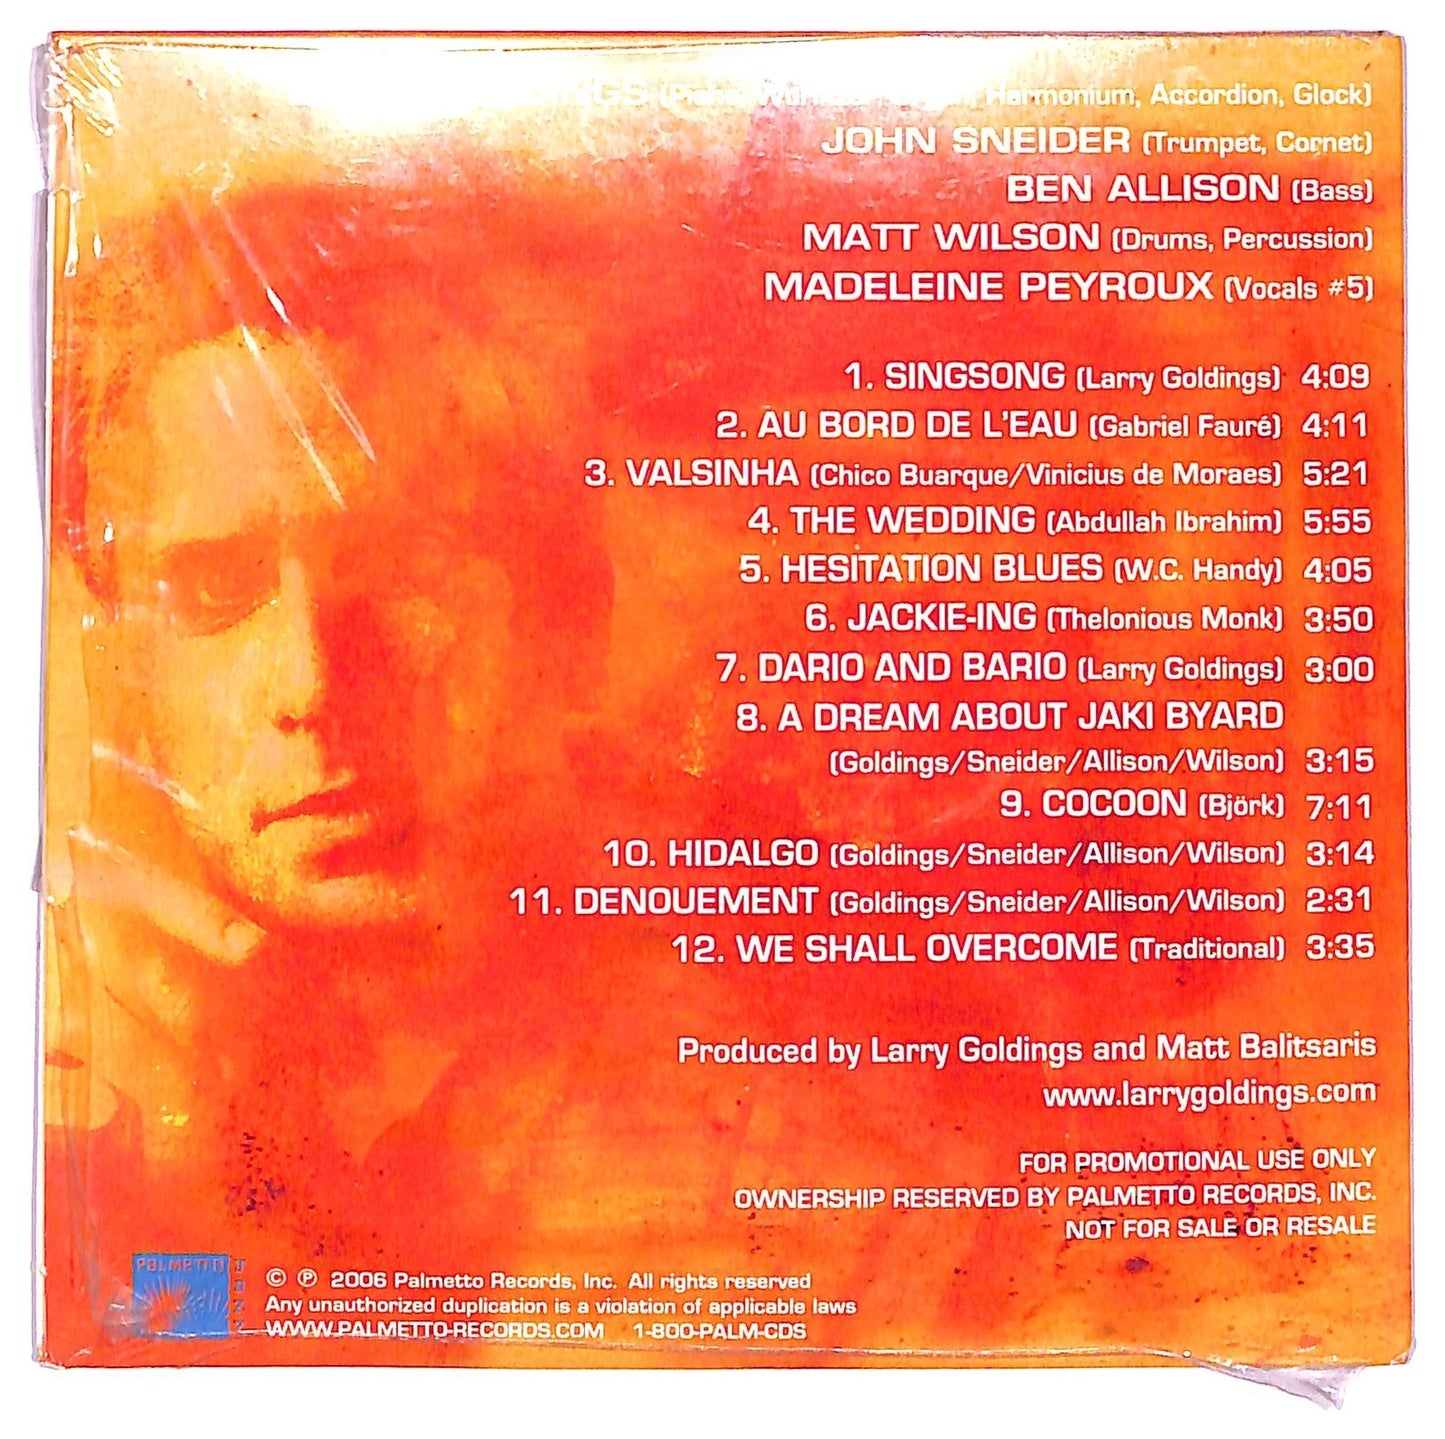 Harmonium, Accordion, Glock)
JOHN SNEIDER (Trumpet, Cornet)
BEN ALLISON (Bass)
MATT WILSON (Drums, Percussion)
MADELEINE PEYROUX (Vocals #5)
1. SINGSONG (Larry Goldings) 4:09
2. AU BORD DE L'EAU (Gabriel Fauré) 4:11
3. VALSINHA (Chico Buarque/Vinicius de Moraes) 5:21
4. THE WEDDING (Abdullah Ibrahim) 5:55
5. HESITATION BLUES (W.C. Handy) 4:05
6. JACKIE-ING (Thelonious Monk) 3:50
7. DARIO AND BARIO (Larry Goldings) 3:00
8. A DREAM ABOUT JAKI BYARD
(Goldings/Sneider/Allison/Wilson) 3:15
9. COCOON (Björk) 7:11
10. HIDALGO (Goldings/Sneider/Allison/Wilson) 3:14
11. DENOUEMENT (Goldings/Sneider/Allison/Wilson) 2:31
12. WE SHALL OVERCOME (Traditional) 3:35
Produced by Larry Goldings and Matt Balitsaris
www.larrygoldings.com
FOR PROMOTIONAL USE ONLY
OWNERSHIP RESERVED BY PALMETTO RECORDS, INC.
NOT FOR SALE OR RESALE
PALMETTO
JAZZ
© ℗ 2006 Palmetto Records, Inc. All rights reserved
Any unauthorized duplication is a violation of applicable laws
WWW.PALMETTO-RECORDS.COM 1-800-PALM-CDS